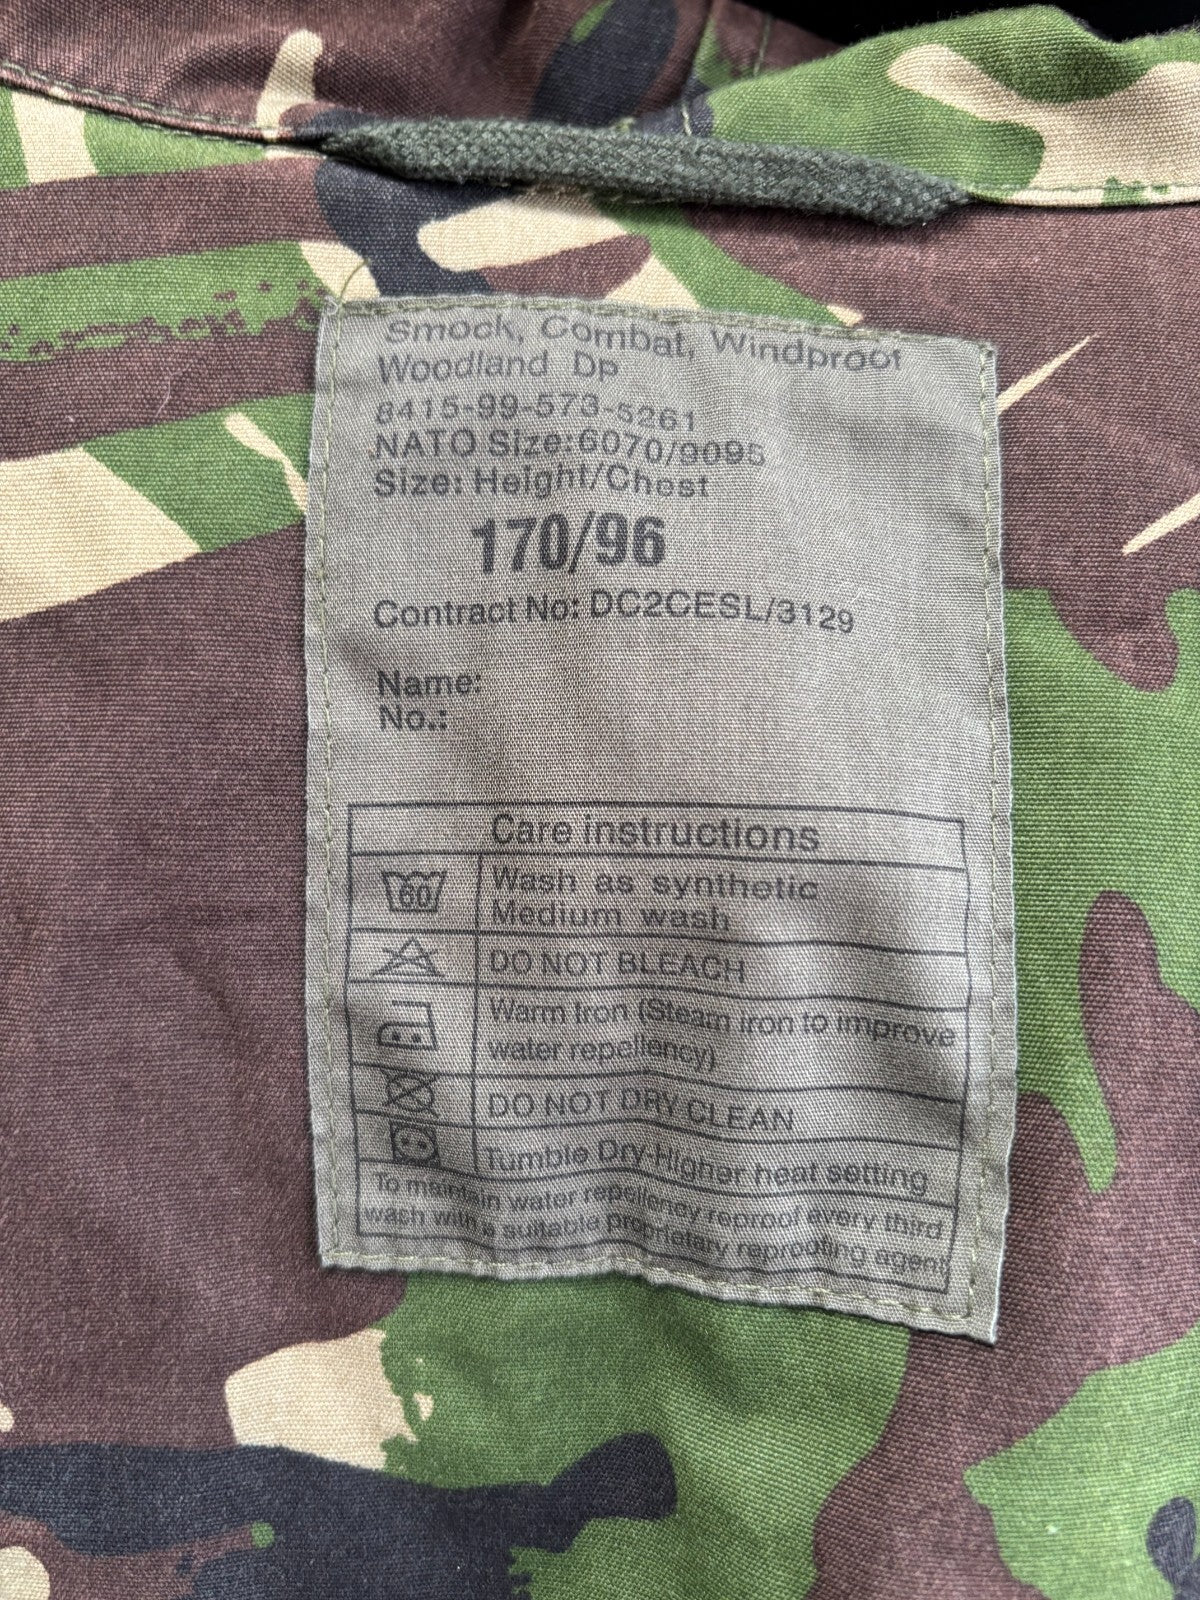 Smock, Combat, Windproof
Woodland Dp
8415-99-573-5261
NATO Size:6070/9095
Size: Height/Chest
170/96
Contract No: DC2CESL/3129
Name:
No.:
Care instructions
60
Wash as synthetic
Medium wash
DO NOT BLEACH
Warm Iron (Steam iron to improve
water repellency)
DO NOT DRY CLEAN
Tumble Dry-Higher heat setting
To maintain water repellency reproof every third
wash with a suitable proprietary reproofing agent